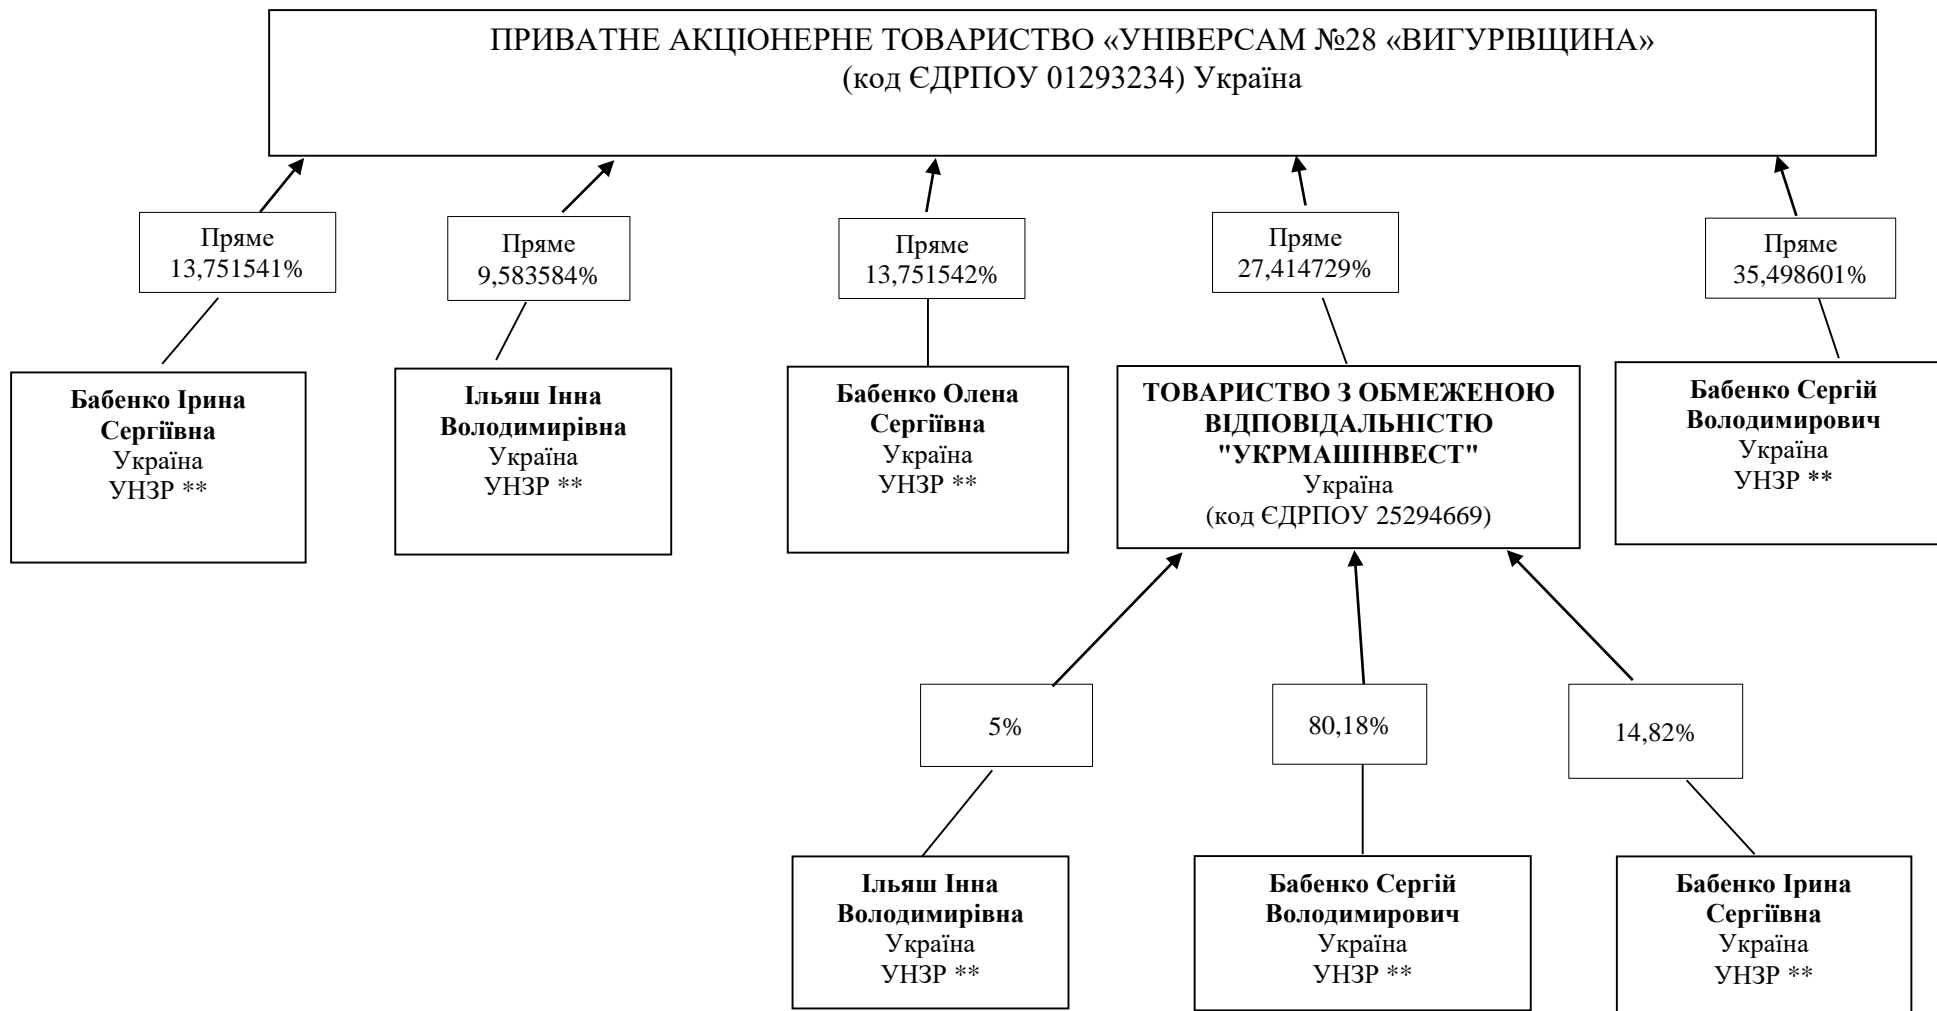 ПРИВАТНЕ АКЦІОНЕРНЕ ТОВАРИСТВО «УНІВЕРСАМ №28 «ВИГУРІВЩИНА»
(код ЄДРПОУ 01293234) Україна
Пряме
13,751541%
Пряме
9,583584%
Пряме
13,751542%
Пряме
27,414729%
Пряме
35,498601%
Бабенко Ірина
Сергіївна
Україна
УНЗР **
Ільяш Інна
Володимирівна
Україна
УНЗР **
Бабенко Олена
Сергіївна
Україна
УНЗР **
ТОВАРИСТВО З ОБМЕЖЕНОЮ
ВІДПОВІДАЛЬНІСТЮ
"УКРМАШІНВЕСТ"
Україна
(код ЄДРПОУ 25294669)
Бабенко Сергій
Володимирович
Україна
УНЗР **
5%
80,18%
14,82%
Ільяш Інна
Володимирівна
Україна
УНЗР **
Бабенко Сергій
Володимирович
Україна
УНЗР **
Бабенко Ірина
Сергіївна
Україна
УНЗР **